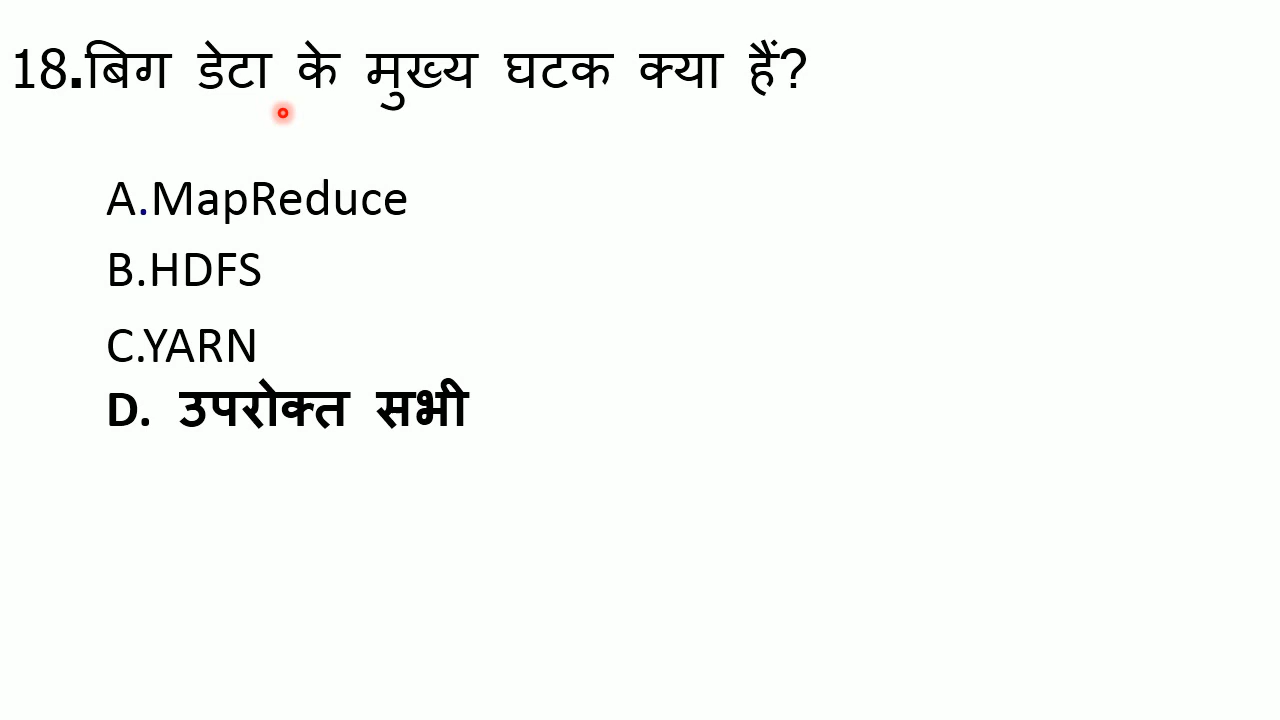 18.बिग डेटा के मुख्य घटक क्या हैं?
A.MapReduce
B.HDFS
C.YARN
D. उपरोक्त सभी